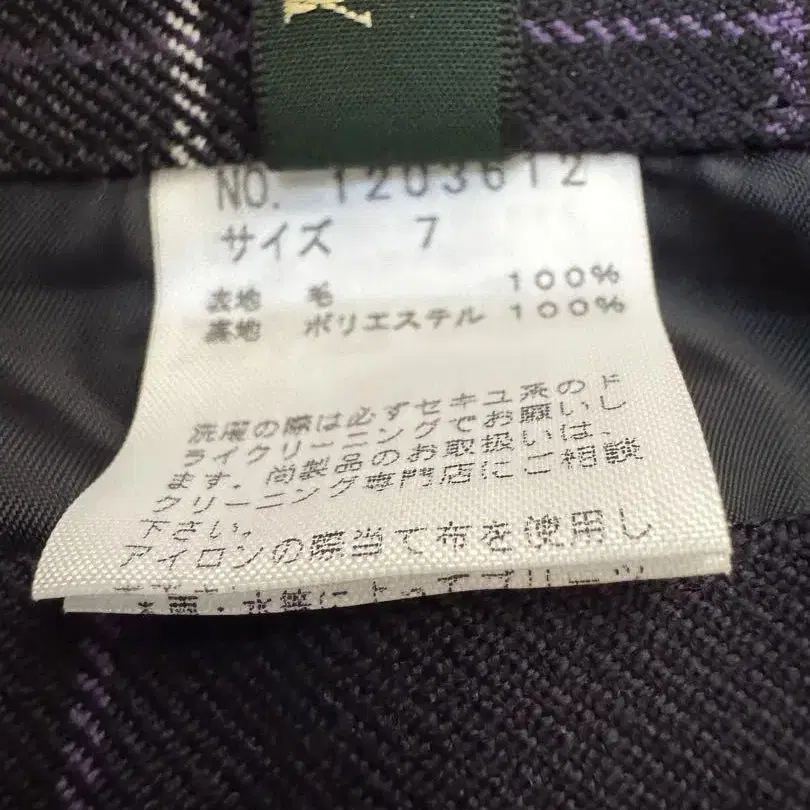 NO. 1203612
サイズ 7
表地 毛 100%
裏地 ポリエステル 100%
洗濯の際は必ずセキユ系のド
ライクリーニングでお願いし
ます．尚製品のお取扱いは、
クリーニング専門店にご相談
下さい．
アイロンの際当て布を使用し